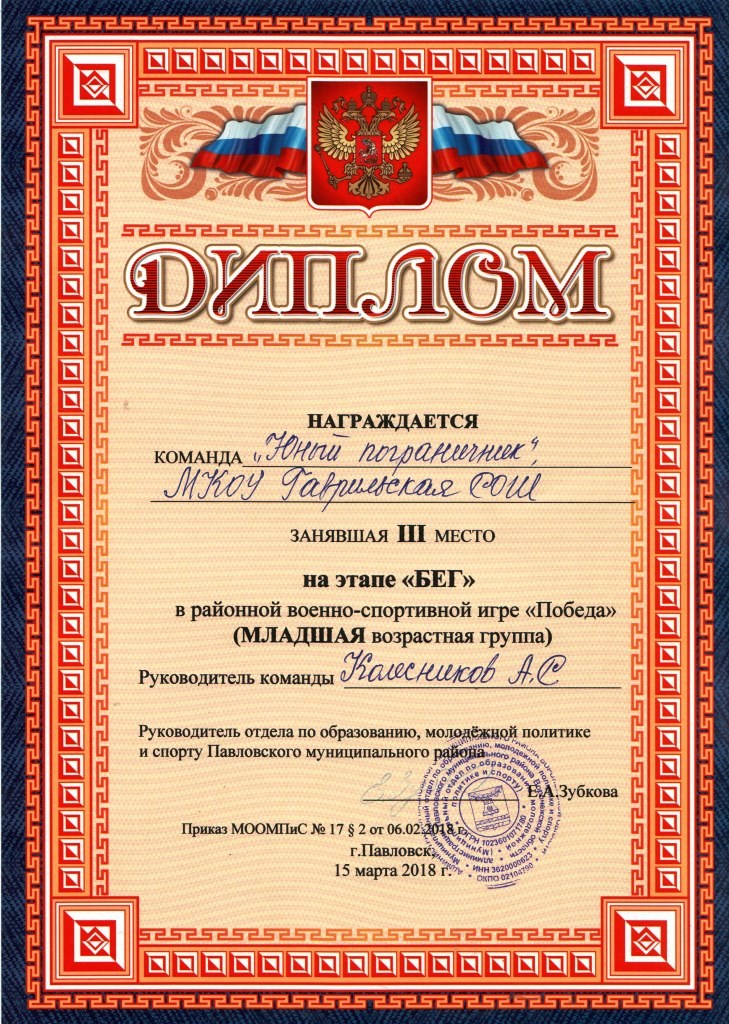 ДИПЛОМ
НАГРАЖДАЕТСЯ
КОМАНДА „Юный пограничник“,
МКОУ Гаврильская СОШ
ЗАНЯВШАЯ III МЕСТО
на этапе «БЕГ»
в районной военно-спортивной игре «Победа»
(МЛАДШАЯ возрастная группа)
Руководитель команды Колесников А.С
Руководитель отдела по образованию, молодёжной политике
и спорту Павловского муниципального района
Е.А.Зубкова
Приказ МООМПиС № 17 § 2 от 06.02.2018 г.
г.Павловск,
15 марта 2018 г.